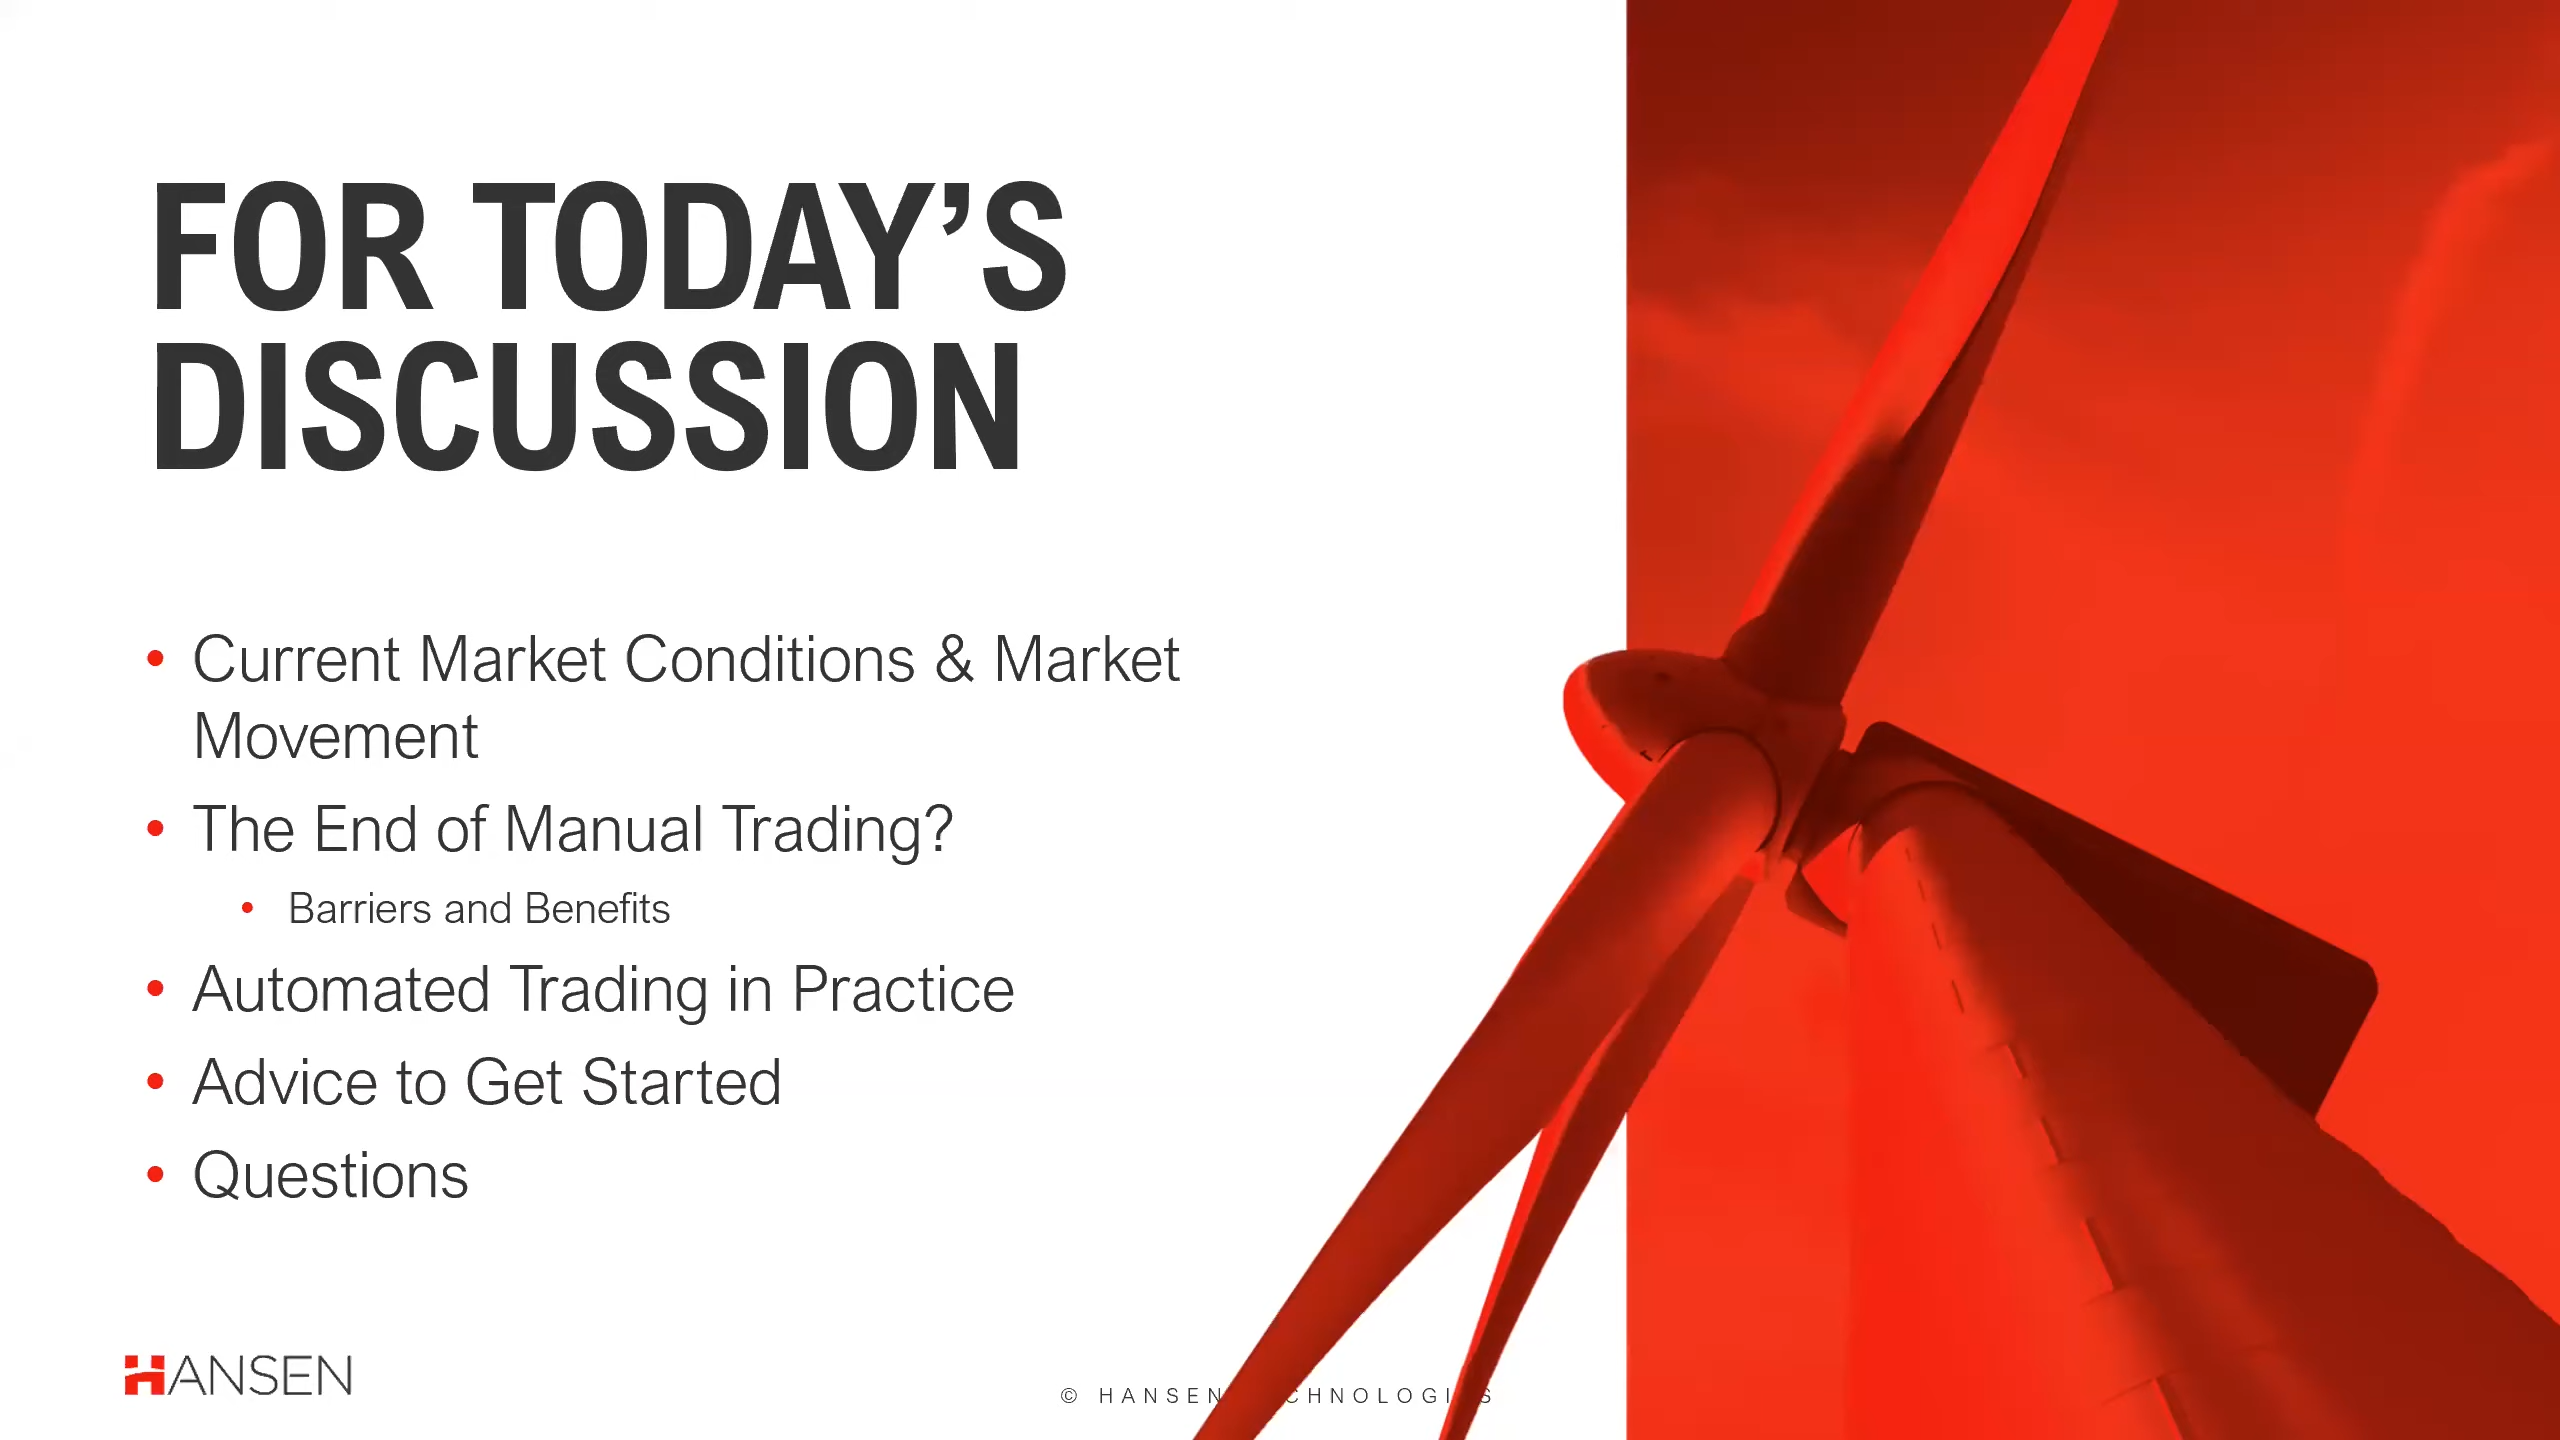 FOR TODAY’S
DISCUSSION
• Current Market Conditions & Market
Movement
• The End of Manual Trading?
• Barriers and Benefits
• Automated Trading in Practice
• Advice to Get Started
• Questions
HANSEN
© HANSEN